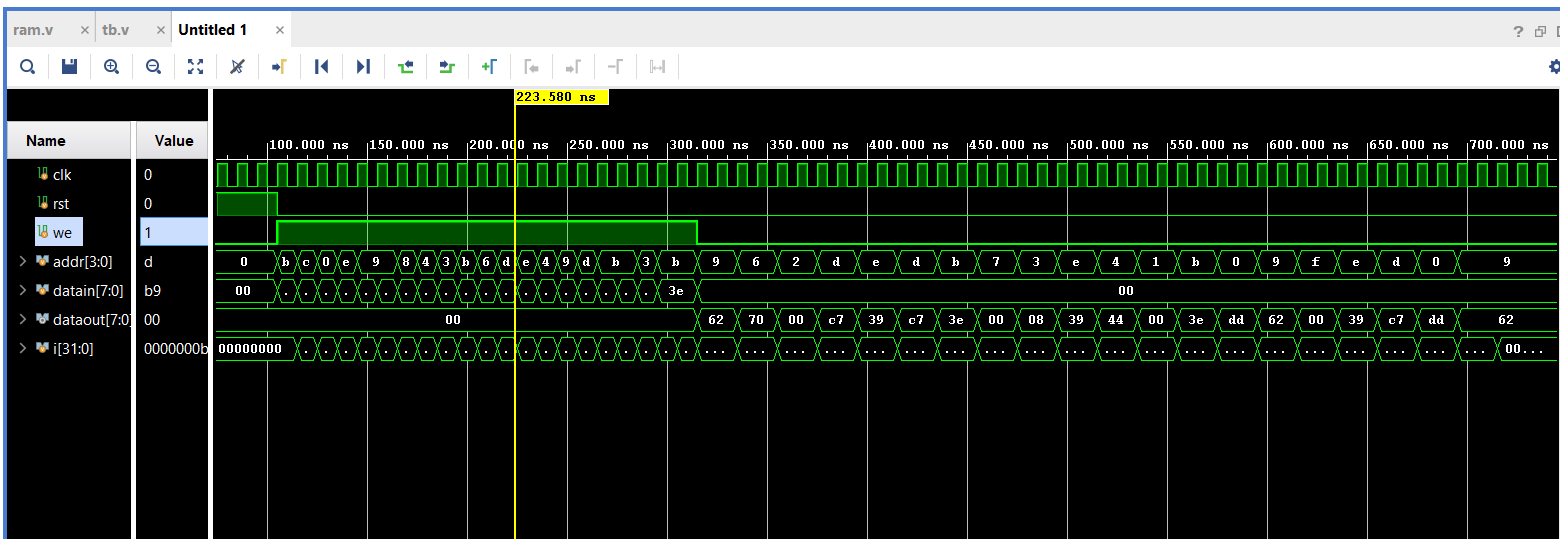 ram.v × tb.v × Untitled 1 × ?
223.580 ns
Name Value
100.000 ns 150.000 ns 200.000 ns 250.000 ns 300.000 ns 350.000 ns 400.000 ns 450.000 ns 500.000 ns 550.000 ns 600.000 ns 650.000 ns 700.000 ns
clk 0
rst 0
we 1
addr[3:0] d 0 b c 0 e 9 8 4 3 b 6 d e 4 9 d b 3 b 9 6 2 d e d b 7 3 e 4 1 b 0 9 f e d 0 9
datain[7:0] b9 00 . . . . . . . . . . . . . . . . . . . 3e 00
dataout[7:0] 00 00 62 70 00 c7 39 c7 3e 00 08 39 44 00 3e dd 62 00 39 c7 dd 62
i[31:0] 0000000b 00000000 . . . . . . . . . . . . . . . . . . . . ... ... ... ... ... ... ... ... ... ... ... ... ... ... ... ... ... ... ... ... 00...